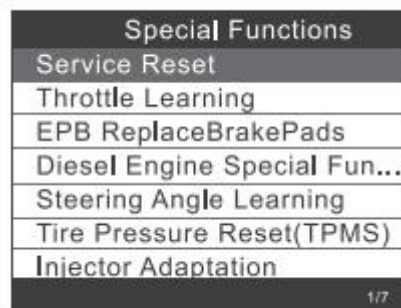 Special Functions
Service Reset
Throttle Learning
EPB ReplaceBrakePads
Diesel Engine Special Fun...
Steering Angle Learning
Tire Pressure Reset(TPMS)
Injector Adaptation
1/7